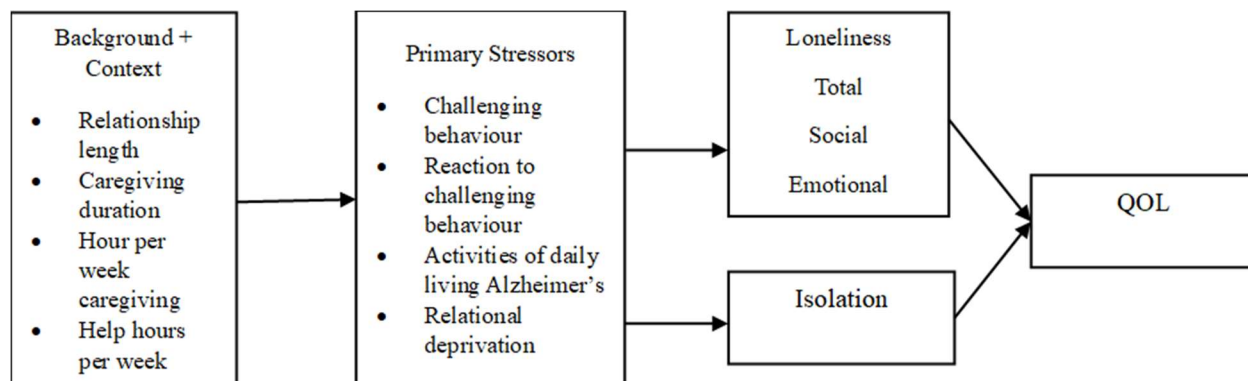 Background +
Context
• Relationship
length
• Caregiving
duration
• Hour per
week
caregiving
• Help hours
per week
Primary Stressors
• Challenging
behaviour
• Reaction to
challenging
behaviour
• Activities of daily
living Alzheimer’s
• Relational
deprivation
Loneliness
Total
Social
Emotional
Isolation
QOL